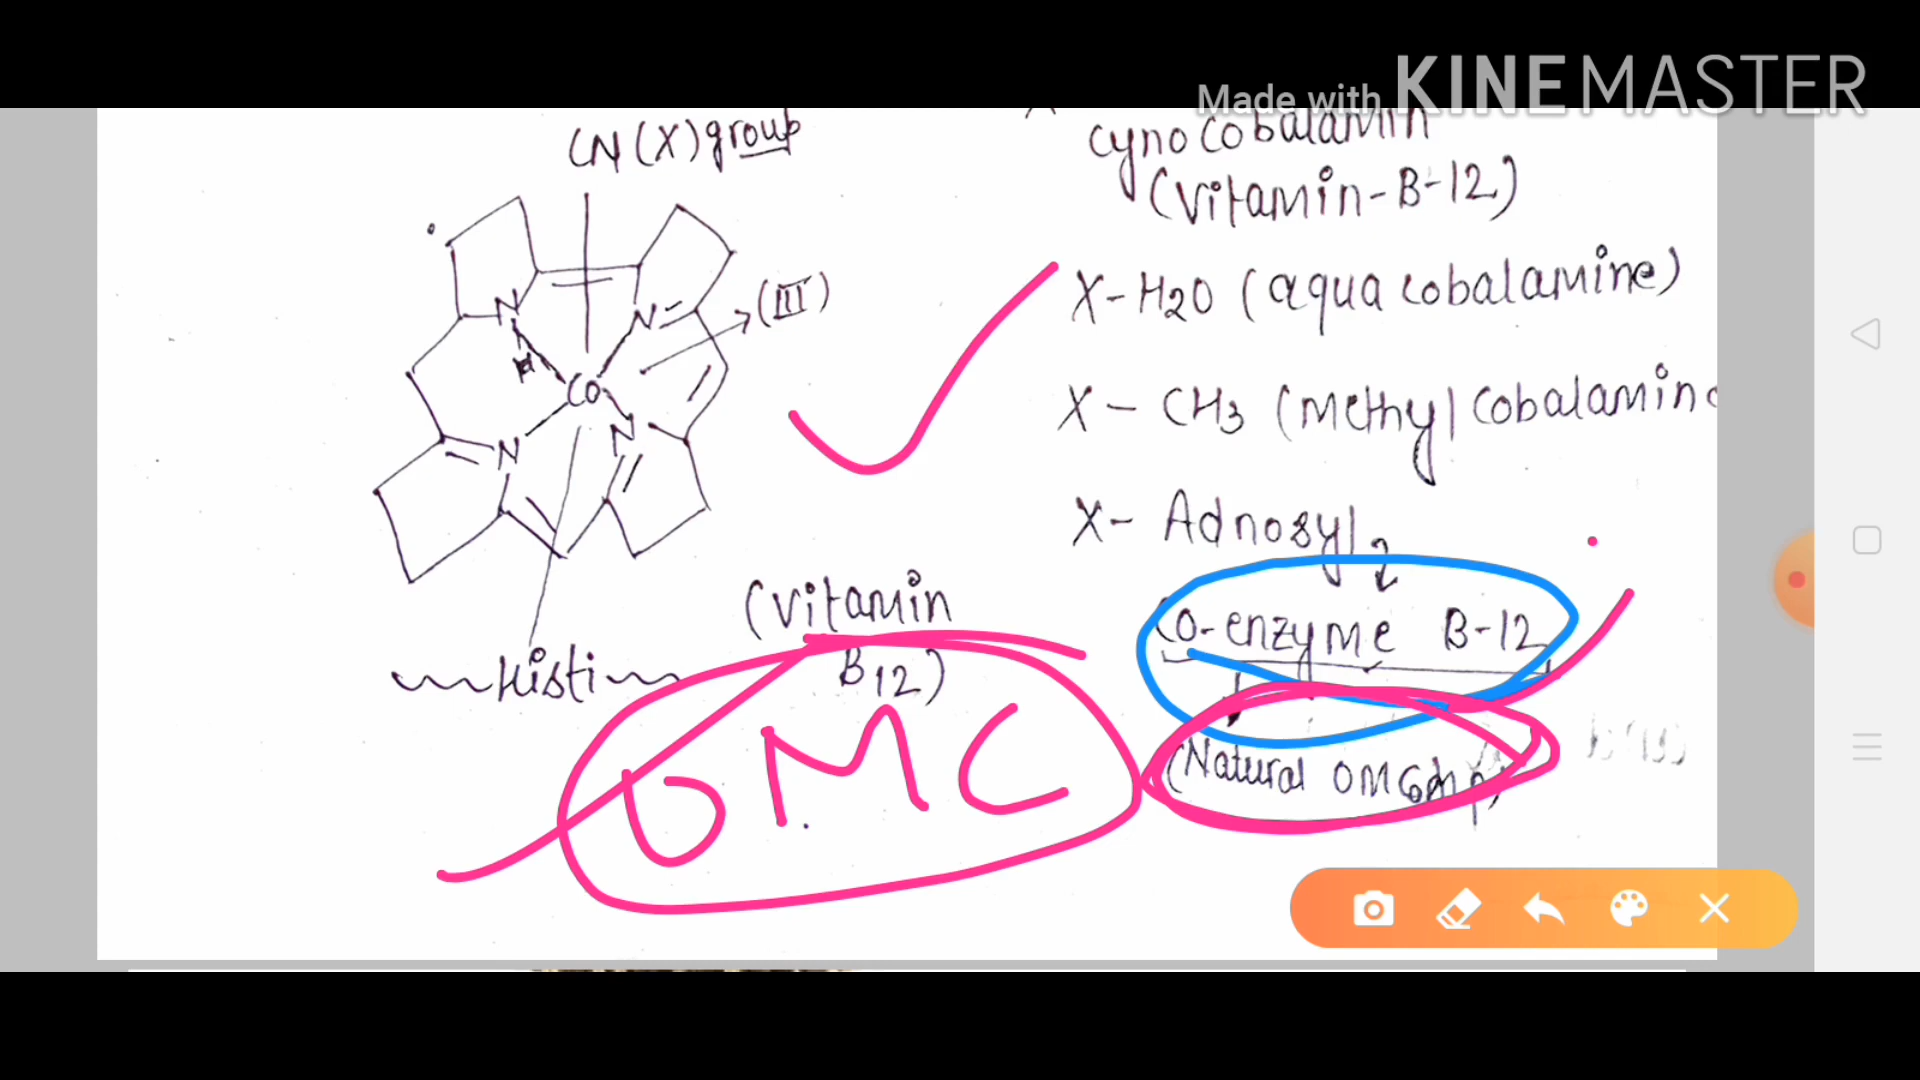 Made with KINEMASTER
CN (X) group
Cyno Cobalamin
(Vitamin-B-12)
(III)
X-H2O (aqua cobalamine)
N
N
H
Co
X- CH3 (Methyl Cobalamin
N
N
X- Adnosyl
(Vitamin
B12)
Co-enzyme B-12
Histi
OMC
(Natural OM